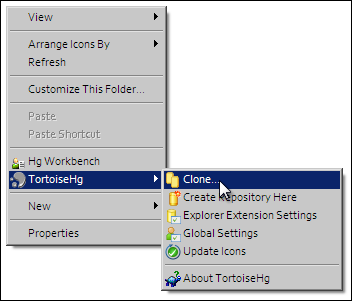 View
Arrange Icons By
Refresh
Customize This Folder...
Paste
Paste Shortcut
Hg Workbench
TortoiseHg
New
Properties
Clone...
Create Repository Here
Explorer Extension Settings
Global Settings
Update Icons
About TortoiseHg